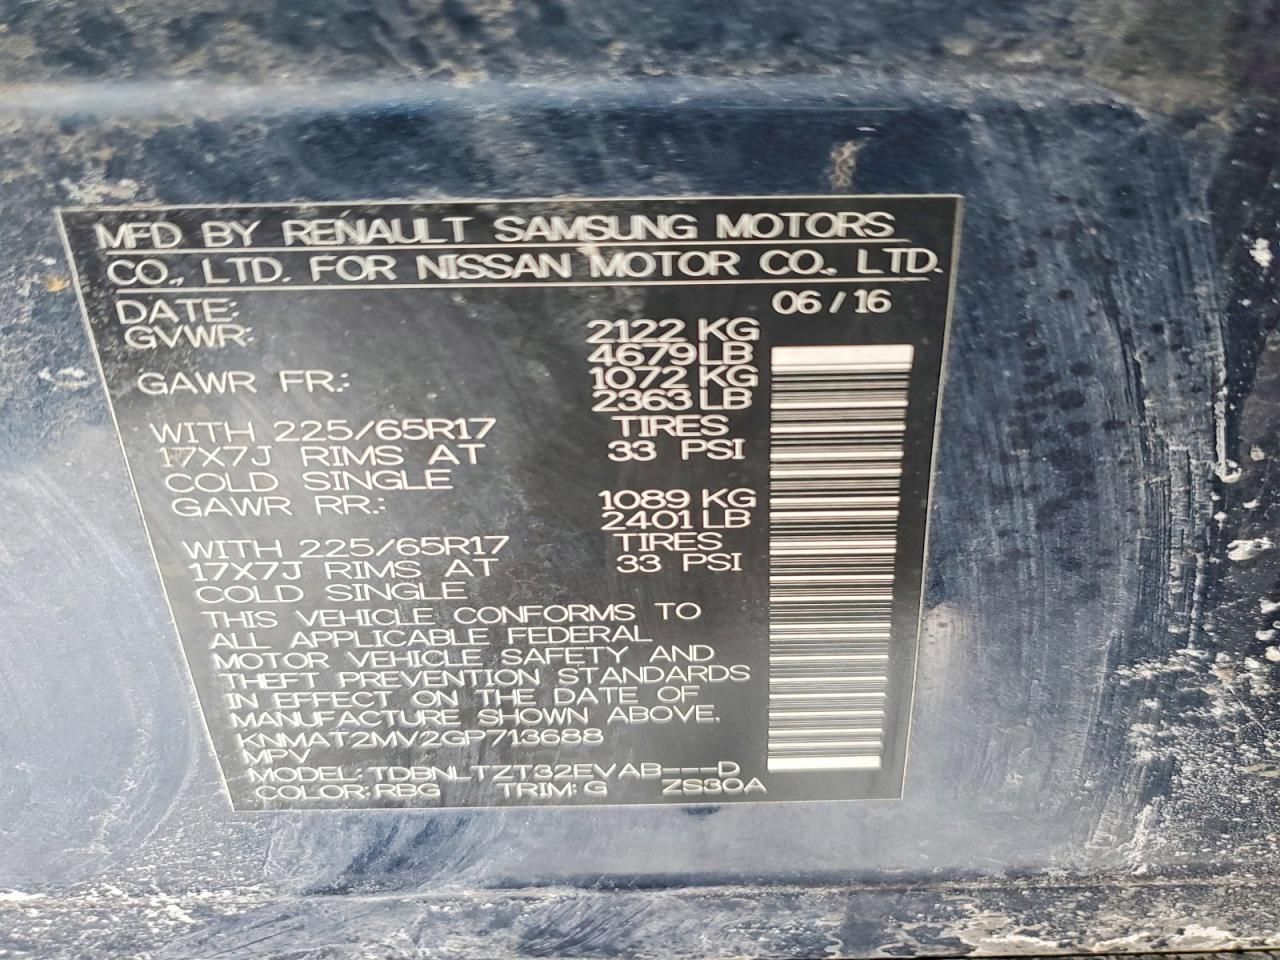 MFD BY RENAULT SAMSUNG MOTORS
CO., LTD. FOR NISSAN MOTOR CO., LTD.
DATE: 06/16
GVWR: 2122 KG
4679 LB
GAWR FR.: 1072 KG
2363 LB
WITH 225/65R17 TIRES
17X7J RIMS AT 33 PSI
COLD SINGLE
GAWR RR.: 1089 KG
2401 LB
WITH 225/65R17 TIRES
17X7J RIMS AT 33 PSI
COLD SINGLE
THIS VEHICLE CONFORMS TO
ALL APPLICABLE FEDERAL
MOTOR VEHICLE SAFETY AND
THEFT PREVENTION STANDARDS
IN EFFECT ON THE DATE OF
MANUFACTURE SHOWN ABOVE.
KNMAT2MV2GP713688
MPV
MODEL: TDBNLTZT32EVAB---D
COLOR: RBG TRIM: G ZS30A